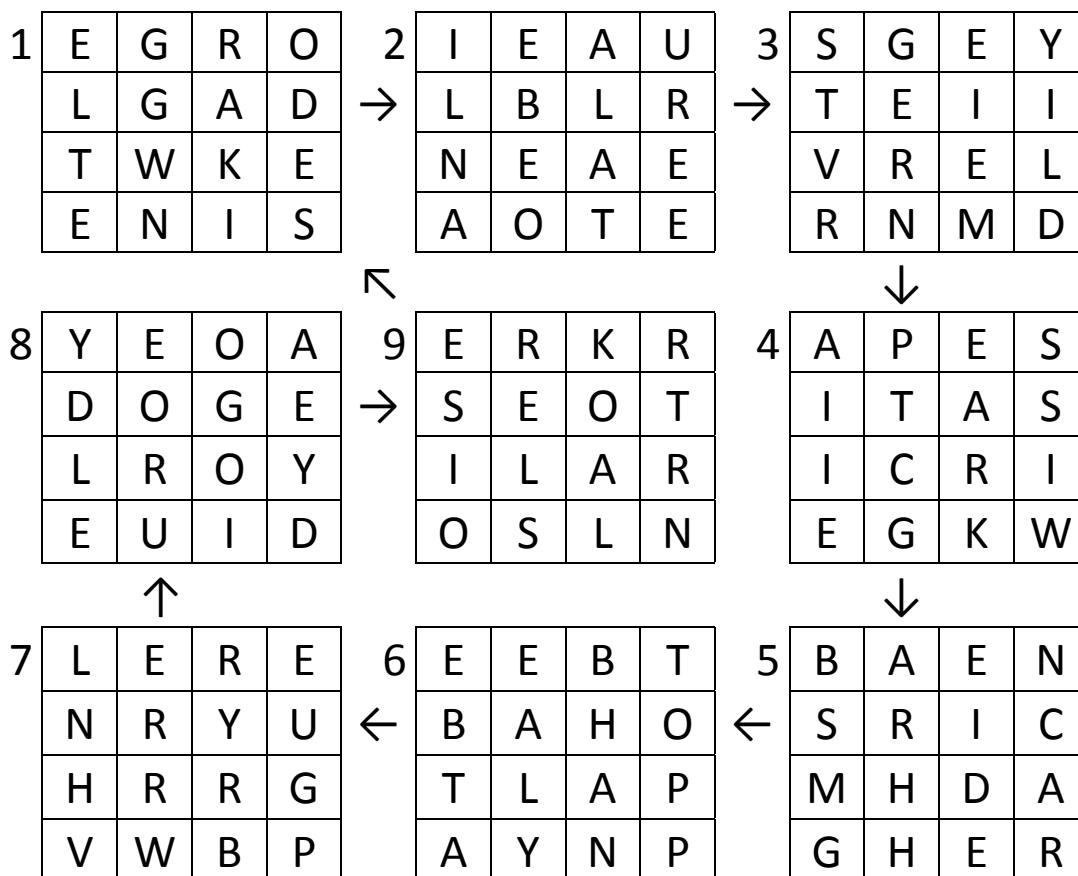 1 E G R O 2 I E A U 3 S G E Y
L G A D → L B L R → T E I I
T W K E N E A E V R E L
E N I S A O T E R N M D
↖ ↓
8 Y E O A 9 E R K R 4 A P E S
D O G E → S E O T I T A S
L R O Y I L A R I C R I
E U I D O S L N E G K W
↑ ↓
7 L E R E 6 E E B T 5 B A E N
N R Y U ← B A H O ← S R I C
H R R G T L A P M H D A
V W B P A Y N P G H E R